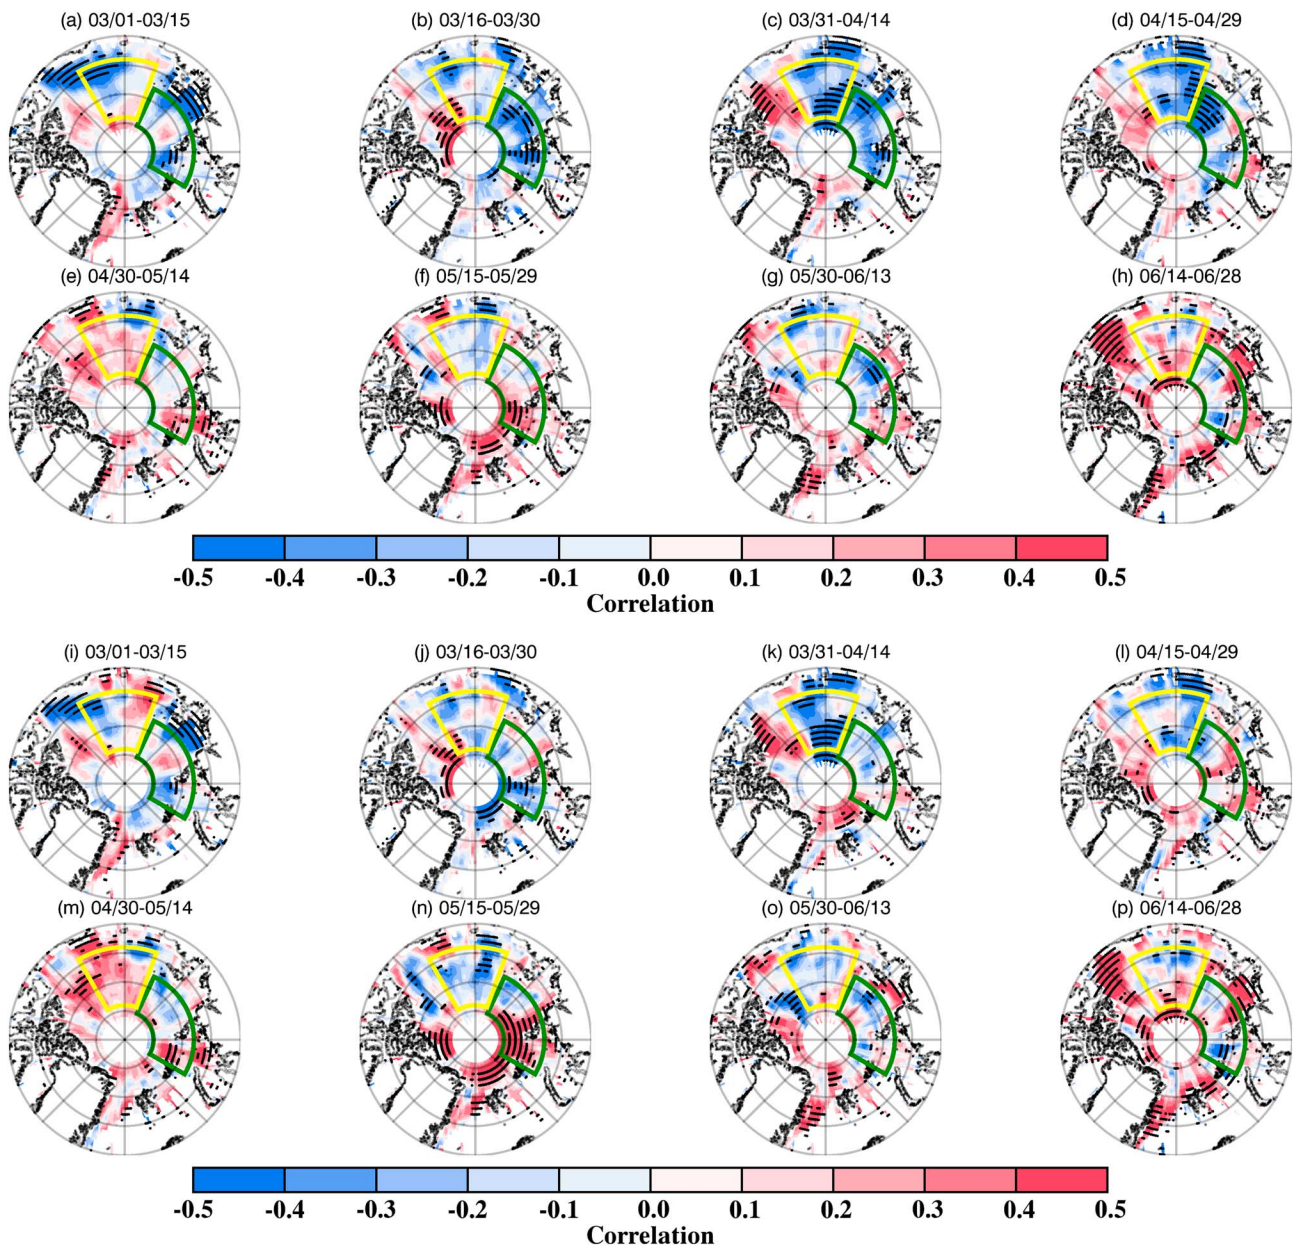 (a) 03/01-03/15 (b) 03/16-03/30 (c) 03/31-04/14 (d) 04/15-04/29
(e) 04/30-05/14 (f) 05/15-05/29 (g) 05/30-06/13 (h) 06/14-06/28
-0.5 -0.4 -0.3 -0.2 -0.1 0.0 0.1 0.2 0.3 0.4 0.5
Correlation
(i) 03/01-03/15 (j) 03/16-03/30 (k) 03/31-04/14 (l) 04/15-04/29
(m) 04/30-05/14 (n) 05/15-05/29 (o) 05/30-06/13 (p) 06/14-06/28
-0.5 -0.4 -0.3 -0.2 -0.1 0.0 0.1 0.2 0.3 0.4 0.5
Correlation